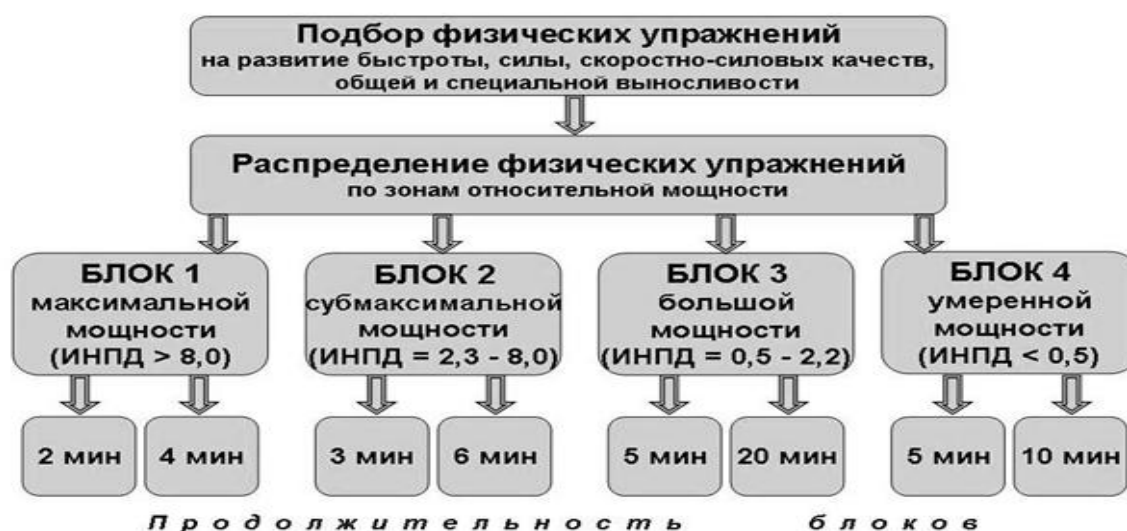 Подбор физических упражнений
на развитие быстроты, силы, скоростно-силовых качеств,
общей и специальной выносливости
Распределение физических упражнений
по зонам относительной мощности
БЛОК 1
максимальной
мощности
(ИНПД > 8,0)
БЛОК 2
субмаксимальной
мощности
(ИНПД = 2,3 - 8,0)
БЛОК 3
большой
мощности
(ИНПД = 0,5 - 2,2)
БЛОК 4
умеренной
мощности
(ИНПД < 0,5)
2 мин
4 мин
3 мин
6 мин
5 мин
20 мин
5 мин
10 мин
Продолжительность блоков